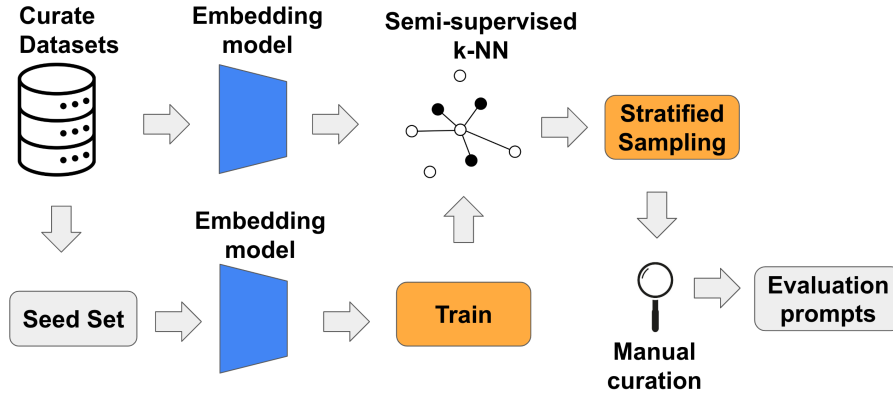 Curate
Datasets
Embedding
model
Semi-supervised
k-NN
Stratified
Sampling
Embedding
model
Seed Set
Train
Manual
curation
Evaluation
prompts